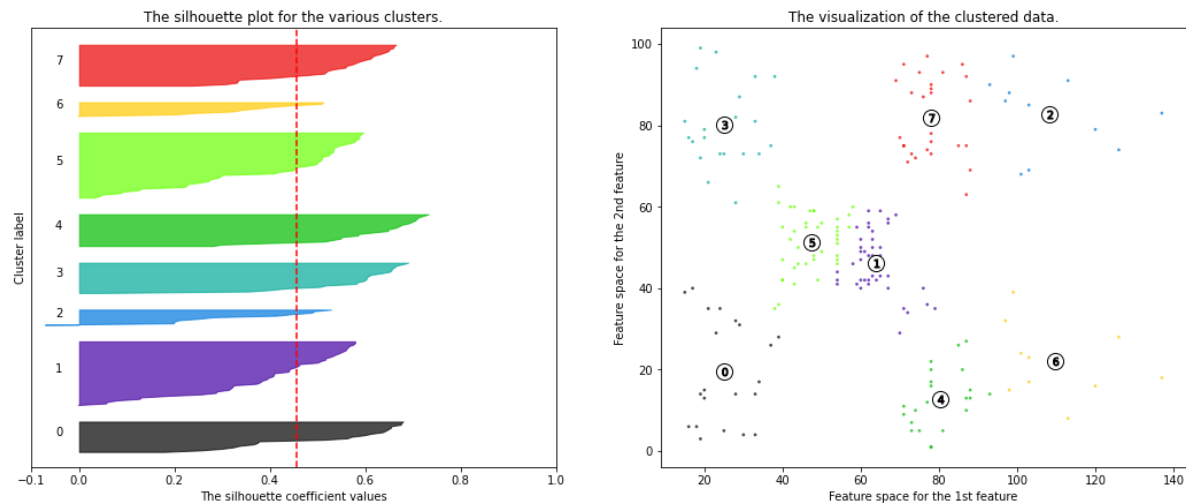 The silhouette plot for the various clusters.
Cluster label
7
6
5
4
3
2
1
0
-0.1 0.0 0.2 0.4 0.6 0.8 1.0
The silhouette coefficient values
The visualization of the clustered data.
Feature space for the 2nd feature
100
80
60
40
20
0
3
7
2
5
1
0
6
4
20 40 60 80 100 120 140
Feature space for the 1st feature